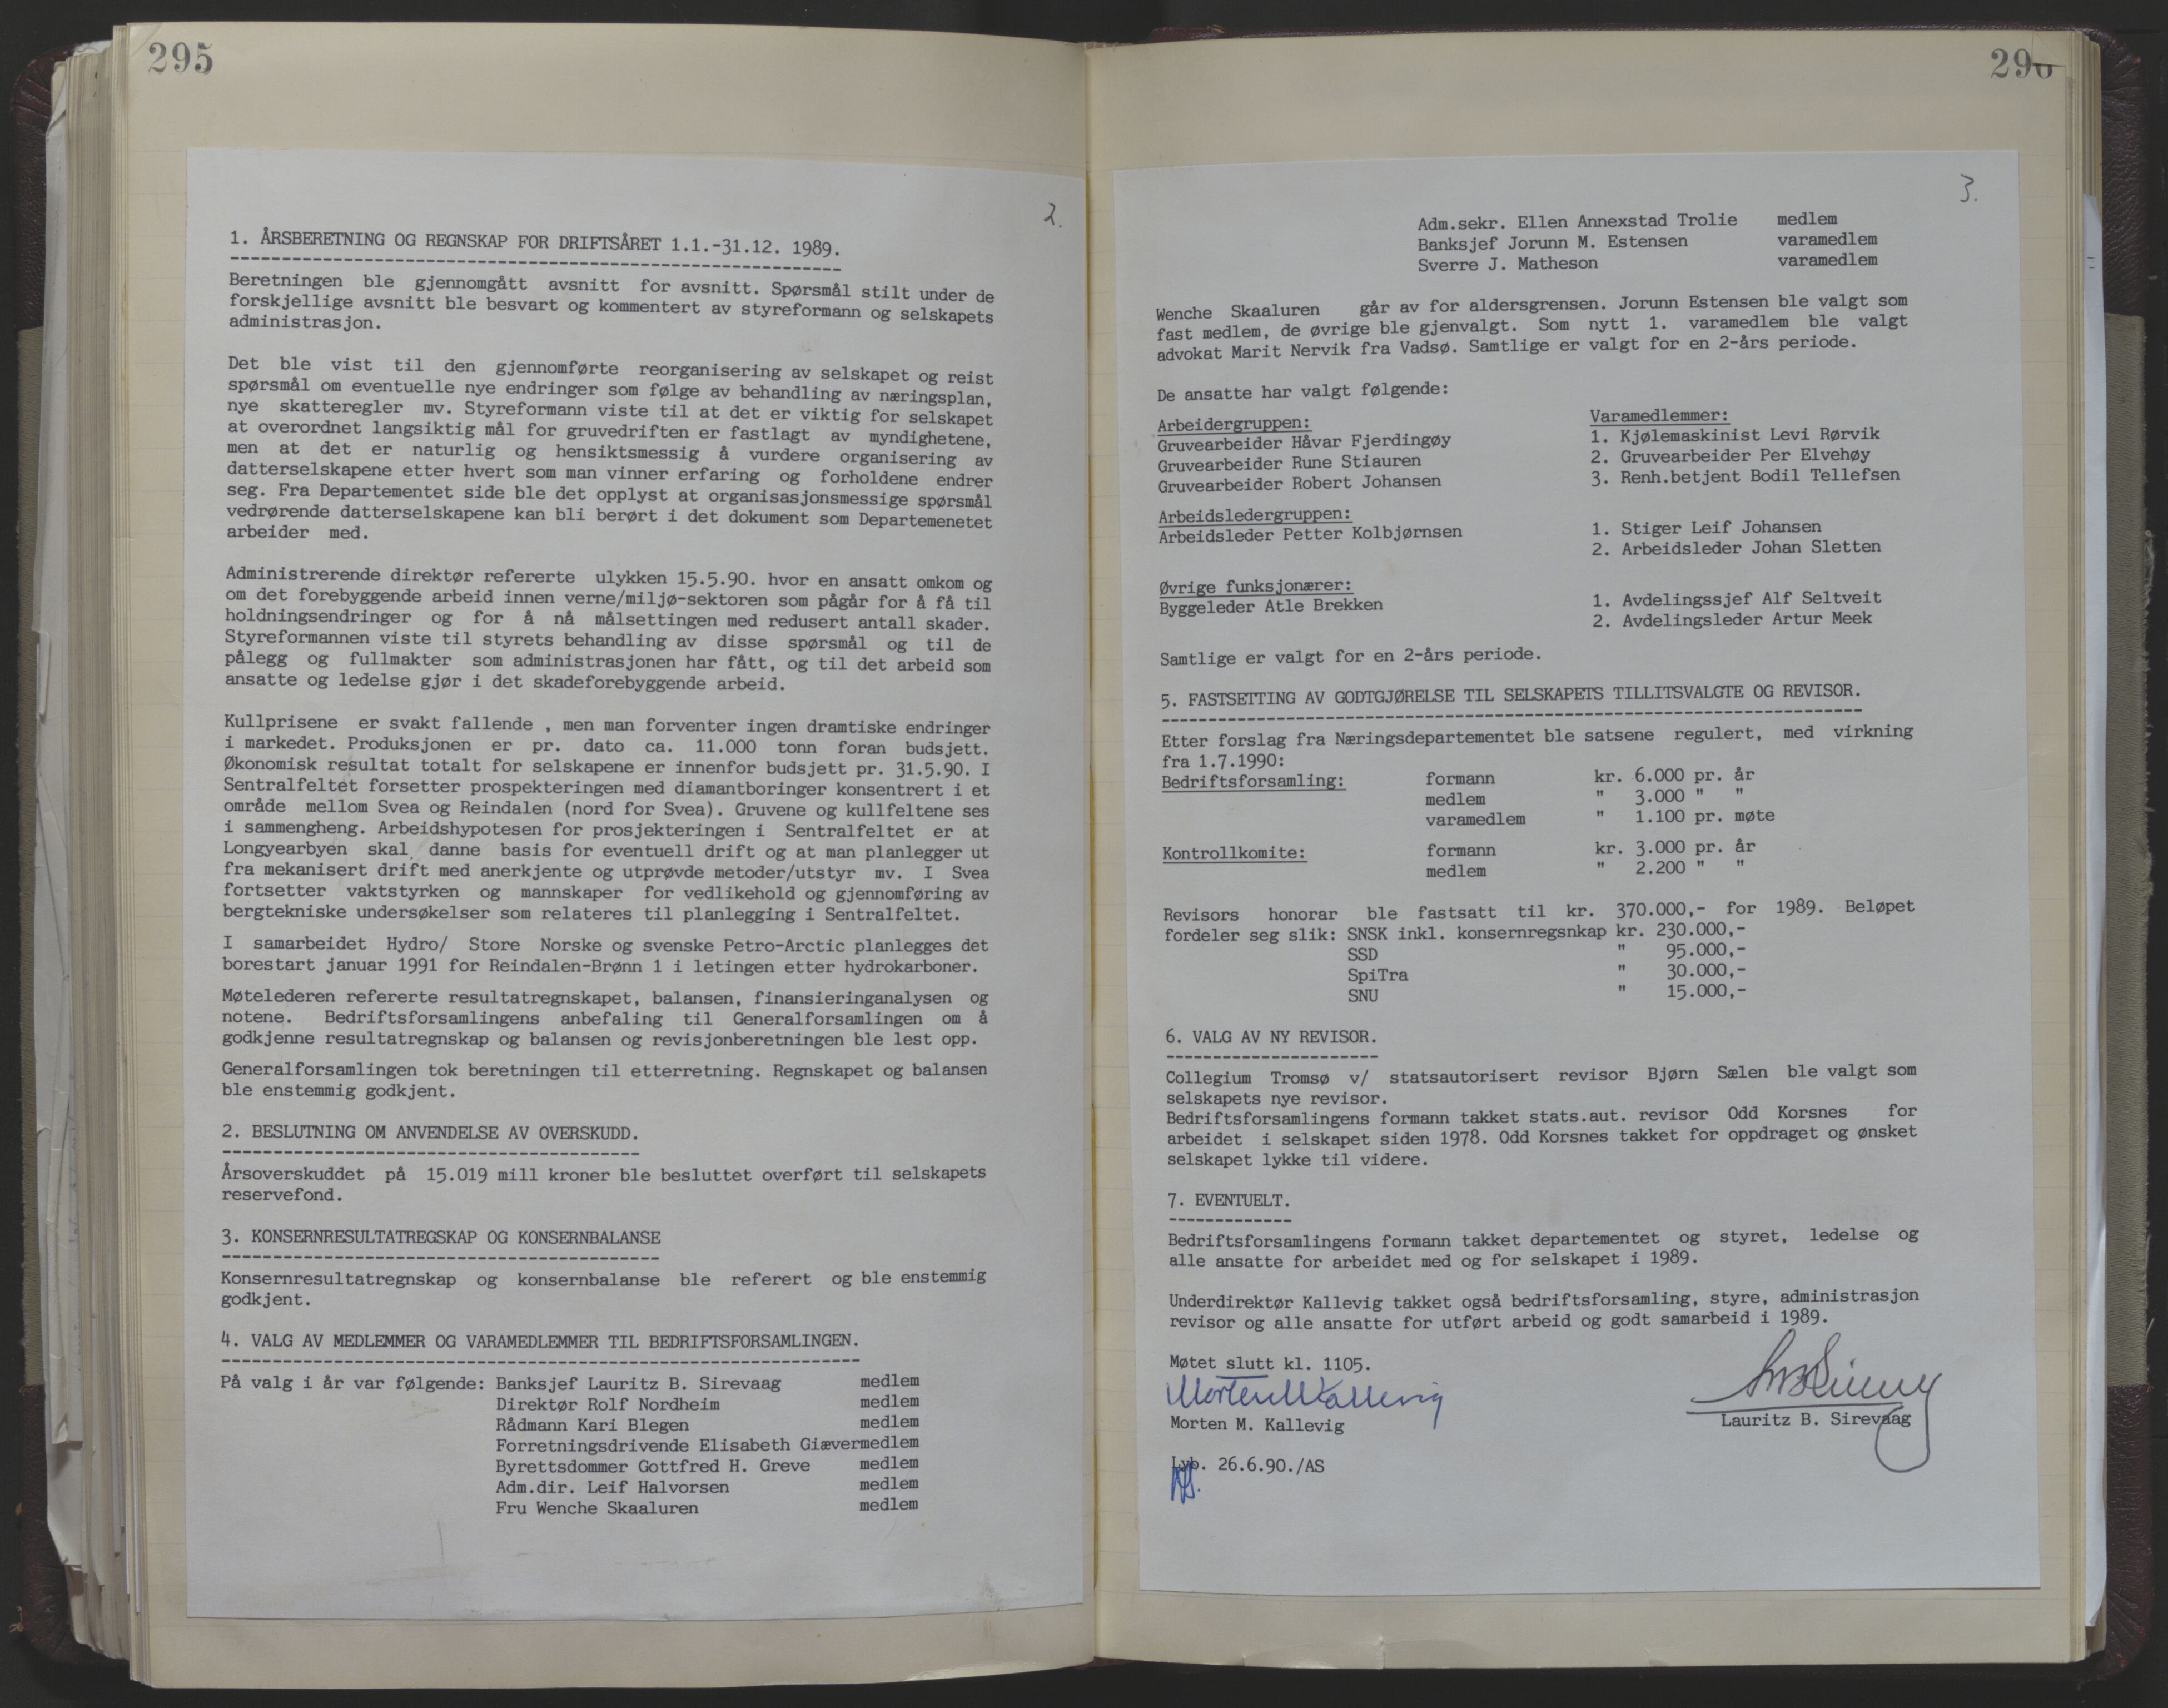 295
2.
1. ÅRSBERETNING OG REGNSKAP FOR DRIFTSÅRET 1.1.-31.12. 1989.
Beretningen ble gjennomgått avsnitt for avsnitt. Spørsmål stilt under de
forskjellige avsnitt ble besvart og kommentert av styreformann og selskapets
administrasjon.
Det ble vist til den gjennomførte reorganisering av selskapet og reist
spørsmål om eventuelle nye endringer som følge av behandling av næringsplan,
nye skatteregler mv. Styreformann viste til at det er viktig for selskapet
at overordnet langsiktig mål for gruvedriften er fastlagt av myndighetene,
men at det er naturlig og hensiktsmessig å vurdere organisering av
datterselskapene etter hvert som man vinner erfaring og forholdene endrer
seg. Fra Departementet side ble det opplyst at organisasjonsmessige spørsmål
vedrørende datterselskapene kan bli berørt i det dokument som Departemenetet
arbeider med.
Administrerende direktør refererte ulykken 15.5.90. hvor en ansatt omkom og
om det forebyggende arbeid innen verne/miljø-sektoren som pågår for å få til
holdningsendringer og for å nå målsettingen med redusert antall skader.
Styreformannen viste til styrets behandling av disse spørsmål og til de
pålegg og fullmakter som administrasjonen har fått, og til det arbeid som
ansatte og ledelse gjør i det skadeforebyggende arbeid.
Kullprisene er svakt fallende , men man forventer ingen dramtiske endringer
i markedet. Produksjonen er pr. dato ca. 11.000 tonn foran budsjett.
Økonomisk resultat totalt for selskapene er innenfor budsjett pr. 31.5.90. I
Sentralfeltet forsetter prospekteringen med diamantboringer konsentrert i et
område mellom Svea og Reindalen (nord for Svea). Gruvene og kullfeltene ses
i sammengheng. Arbeidshypotesen for prosjekteringen i Sentralfeltet er at
Longyearbyen skal danne basis for eventuell drift og at man planlegger ut
fra mekanisert drift med anerkjente og utprøvde metoder/utstyr mv. I Svea
fortsetter vaktstyrken og mannskaper for vedlikehold og gjennomføring av
bergtekniske undersøkelser som relateres til planlegging i Sentralfeltet.
I samarbeidet Hydro/ Store Norske og svenske Petro-Arctic planlegges det
borestart januar 1991 for Reindalen-Brønn 1 i letingen etter hydrokarboner.
Møtelederen refererte resultatregnskapet, balansen, finansieringanalysen og
notene. Bedriftsforsamlingens anbefaling til Generalforsamlingen om å
godkjenne resultatregnskap og balansen og revisjonberetningen ble lest opp.
Generalforsamlingen tok beretningen til etterretning. Regnskapet og balansen
ble enstemmig godkjent.
2. BESLUTNING OM ANVENDELSE AV OVERSKUDD.
Årsoverskuddet på 15.019 mill kroner ble besluttet overført til selskapets
reservefond.
3. KONSERNRESULTATREGSKAP OG KONSERNBALANSE
Konsernresultatregnskap og konsernbalanse ble referert og ble enstemmig
godkjent.
4. VALG AV MEDLEMMER OG VARAMEDLEMMER TIL BEDRIFTSFORSAMLINGEN.
På valg i år var følgende: Banksjef Lauritz B. Sirevaag medlem
Direktør Rolf Nordheim medlem
Rådmann Kari Blegen medlem
Forretningsdrivende Elisabeth Giævermedlem
Byrettsdommer Gottfred H. Greve medlem
Adm.dir. Leif Halvorsen medlem
Fru Wenche Skaaluren medlem
296
3.
Adm.sekr. Ellen Annexstad Trolie medlem
Banksjef Jorunn M. Estensen varamedlem
Sverre J. Matheson varamedlem
Wenche Skaaluren går av for aldersgrensen. Jorunn Estensen ble valgt som
fast medlem, de øvrige ble gjenvalgt. Som nytt 1. varamedlem ble valgt
advokat Marit Nervik fra Vadsø. Samtlige er valgt for en 2-års periode.
De ansatte har valgt følgende:
Arbeidergruppen: Varamedlemmer:
Gruvearbeider Håvar Fjerdingøy 1. Kjølemaskinist Levi Rørvik
Gruvearbeider Rune Stiauren 2. Gruvearbeider Per Elvehøy
Gruvearbeider Robert Johansen 3. Renh.betjent Bodil Tellefsen
Arbeidsledergruppen:
Arbeidsleder Petter Kolbjørnsen 1. Stiger Leif Johansen
2. Arbeidsleder Johan Sletten
Øvrige funksjonærer:
Byggeleder Atle Brekken 1. Avdelingssjef Alf Seltveit
2. Avdelingsleder Artur Meek
Samtlige er valgt for en 2-års periode.
5. FASTSETTING AV GODTGJØRELSE TIL SELSKAPETS TILLITSVALGTE OG REVISOR.
Etter forslag fra Næringsdepartementet ble satsene regulert, med virkning
fra 1.7.1990:
Bedriftsforsamling: formann kr. 6.000 pr. år
medlem " 3.000 " "
varamedlem " 1.100 pr. møte
Kontrollkomite: formann kr. 3.000 pr. år
medlem " 2.200 " "
Revisors honorar ble fastsatt til kr. 370.000,- for 1989. Beløpet
fordeler seg slik: SNSK inkl. konsernregsnkap kr. 230.000,-
SSD " 95.000,-
SpiTra " 30.000,-
SNU " 15.000,-
6. VALG AV NY REVISOR.
Collegium Tromsø v/ statsautorisert revisor Bjørn Sælen ble valgt som
selskapets nye revisor.
Bedriftsforsamlingens formann takket stats.aut. revisor Odd Korsnes for
arbeidet i selskapet siden 1978. Odd Korsnes takket for oppdraget og ønsket
selskapet lykke til videre.
7. EVENTUELT.
Bedriftsforsamlingens formann takket departementet og styret, ledelse og
alle ansatte for arbeidet med og for selskapet i 1989.
Underdirektør Kallevig takket også bedriftsforsamling, styre, administrasjon
revisor og alle ansatte for utført arbeid og godt samarbeid i 1989.
Møtet slutt kl. 1105.
Morten M Kallevig
Morten M. Kallevig Lauritz B. Sirevaag
Lyb. 26.6.90./AS